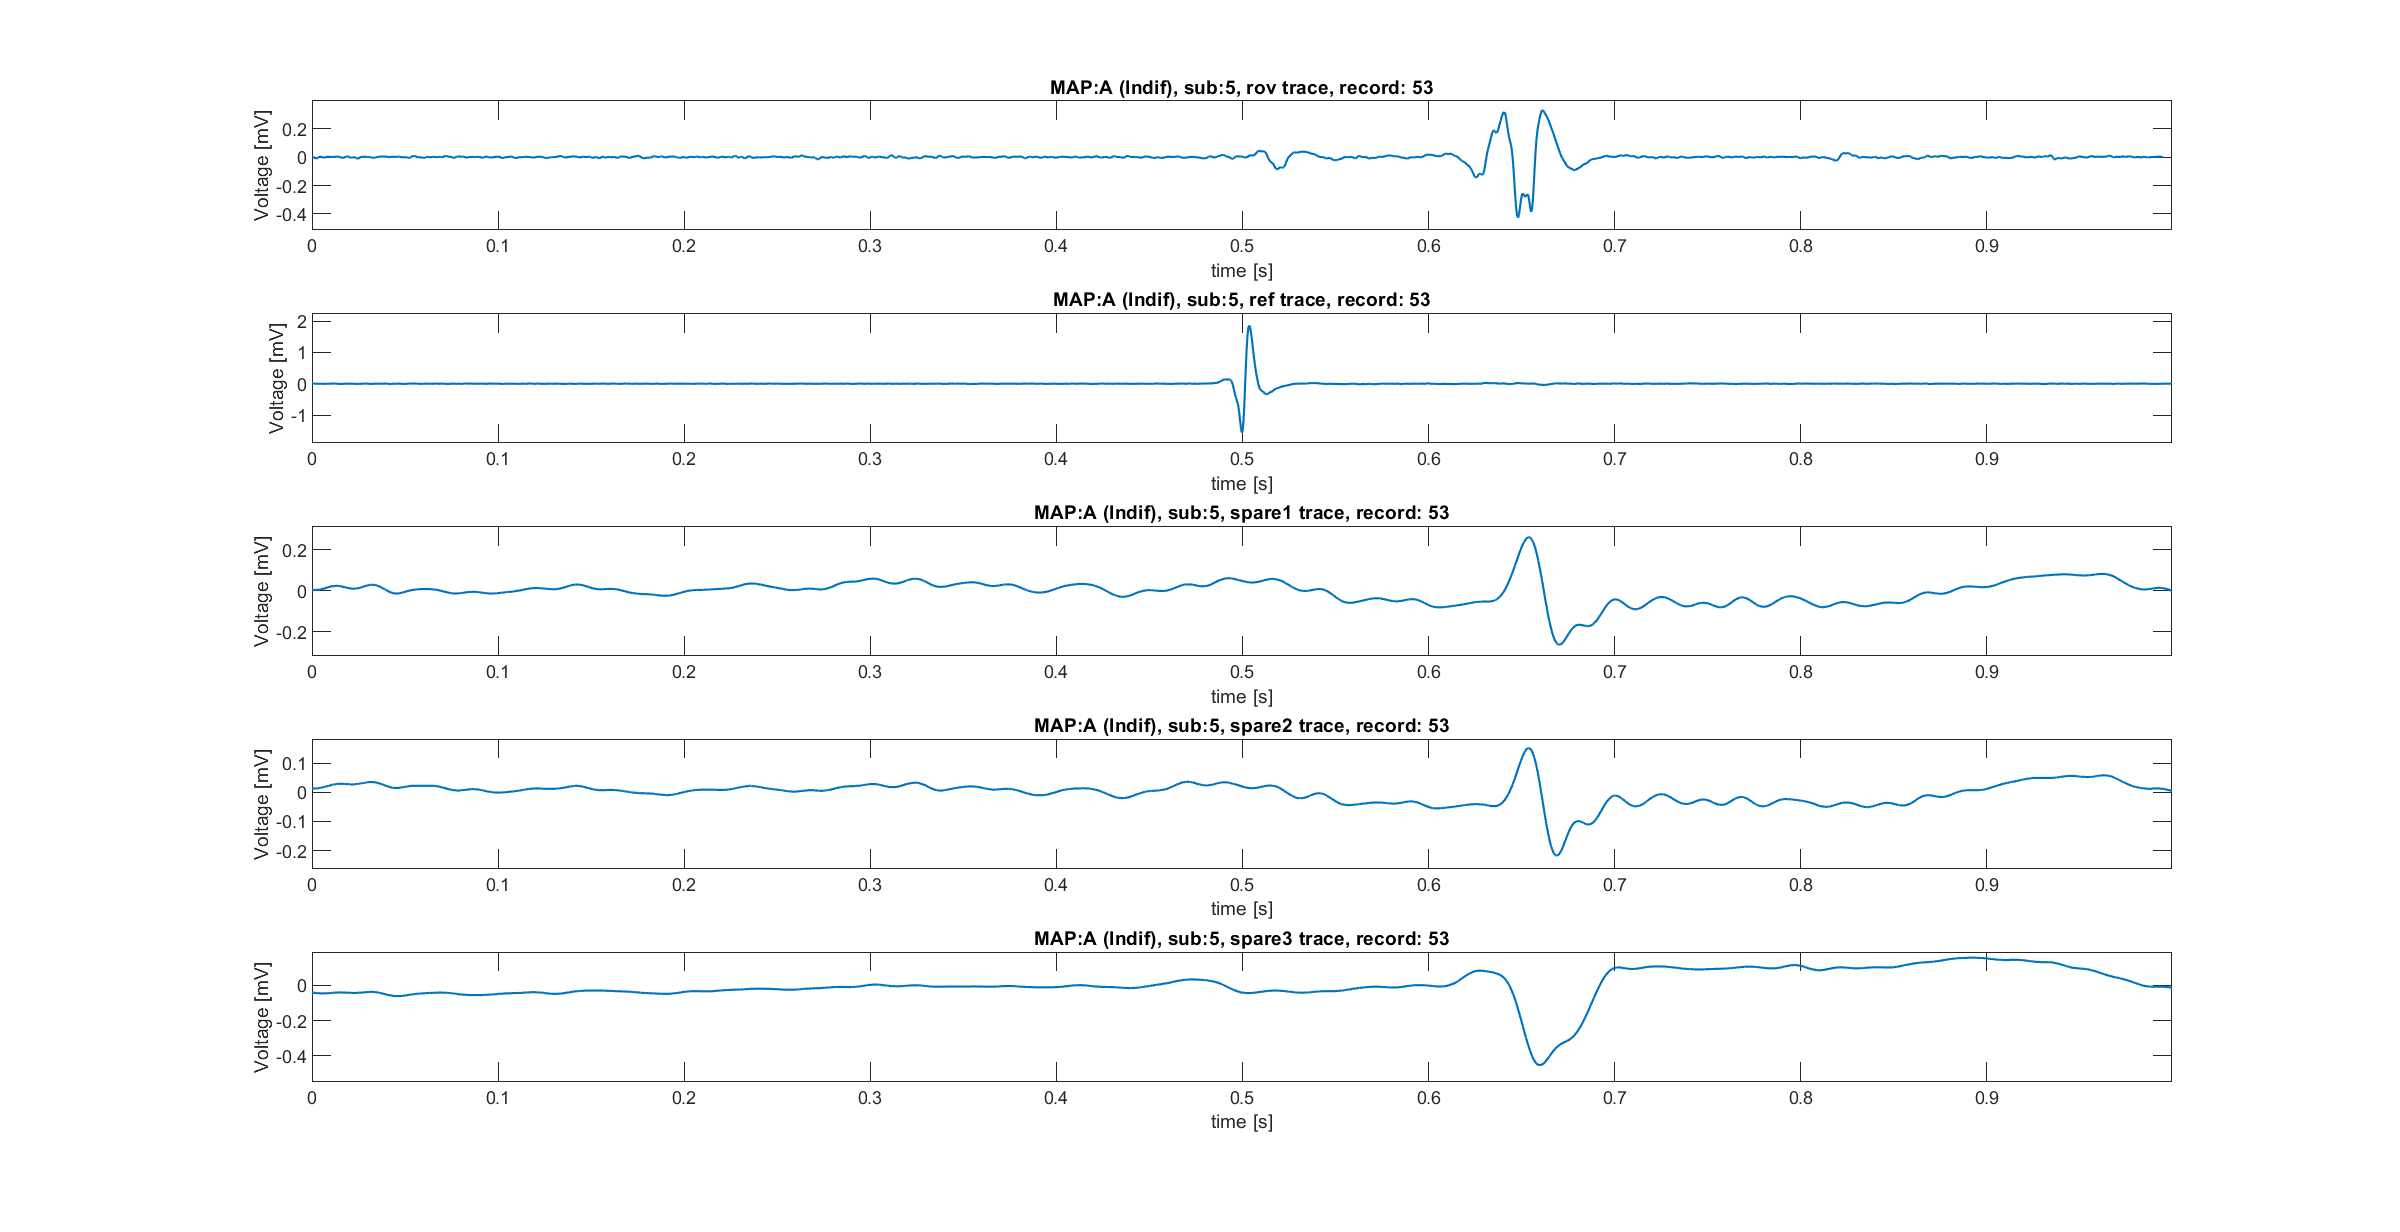 MAP:A (Indif), sub:5, rov trace, record: 53
Voltage [mV]
0.2
0
-0.2
-0.4
0 0.1 0.2 0.3 0.4 0.5 0.6 0.7 0.8 0.9
time [s]
MAP:A (Indif), sub:5, ref trace, record: 53
Voltage [mV]
2
1
0
-1
0 0.1 0.2 0.3 0.4 0.5 0.6 0.7 0.8 0.9
time [s]
MAP:A (Indif), sub:5, spare1 trace, record: 53
Voltage [mV]
0.2
0
-0.2
0 0.1 0.2 0.3 0.4 0.5 0.6 0.7 0.8 0.9
time [s]
MAP:A (Indif), sub:5, spare2 trace, record: 53
Voltage [mV]
0.1
0
-0.1
-0.2
0 0.1 0.2 0.3 0.4 0.5 0.6 0.7 0.8 0.9
time [s]
MAP:A (Indif), sub:5, spare3 trace, record: 53
Voltage [mV]
0
-0.2
-0.4
0 0.1 0.2 0.3 0.4 0.5 0.6 0.7 0.8 0.9
time [s]